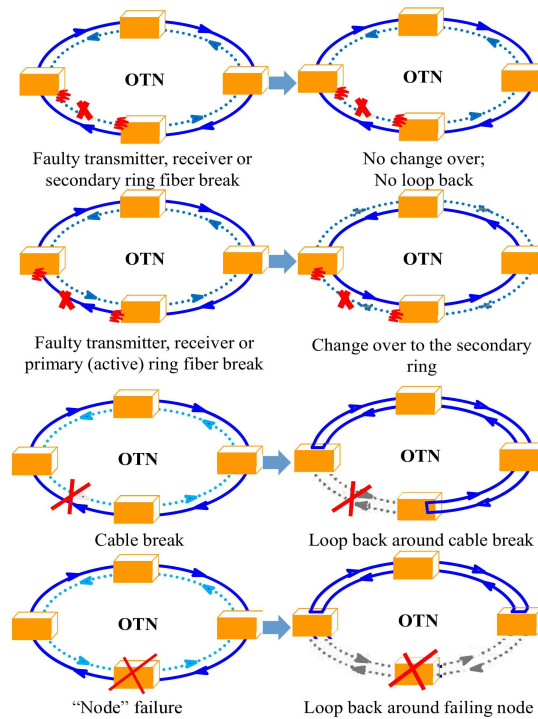 OTN
OTN
Faulty transmitter, receiver or
secondary ring fiber break
No change over;
No loop back
OTN
OTN
Faulty transmitter, receiver or
primary (active) ring fiber break
Change over to the secondary
ring
OTN
OTN
Cable break
Loop back around cable break
OTN
OTN
“Node” failure
Loop back around failing node